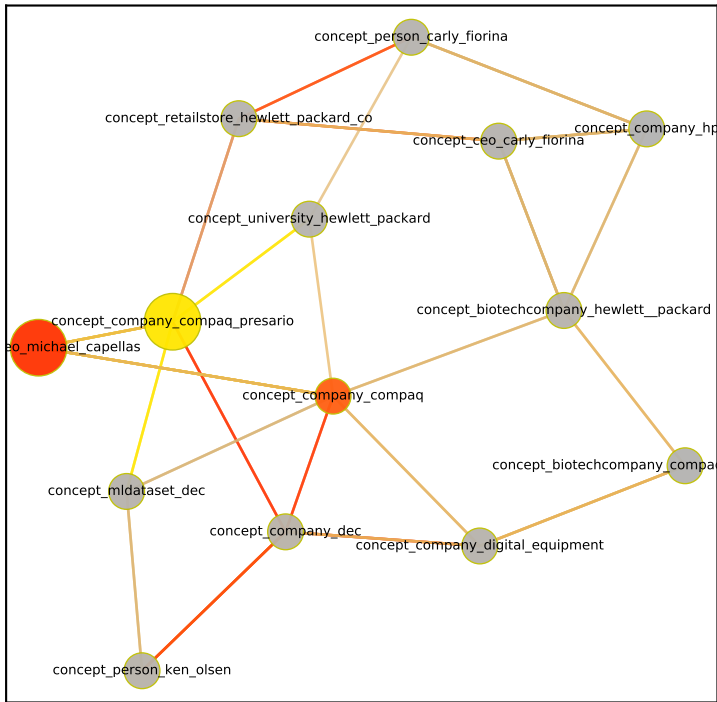 concept_person_carly_fiorina
concept_retailstore_hewlett_packard_co
concept_company_hp
concept_ceo_carly_fiorina
concept_university_hewlett_packard
concept_biotechcompany_hewlett__packard
concept_company_compaq_presario
eo_michael_capellas
concept_company_compaq
concept_biotechcompany_compaq
concept_mldataset_dec
concept_company_dec
concept_company_digital_equipment
concept_person_ken_olsen